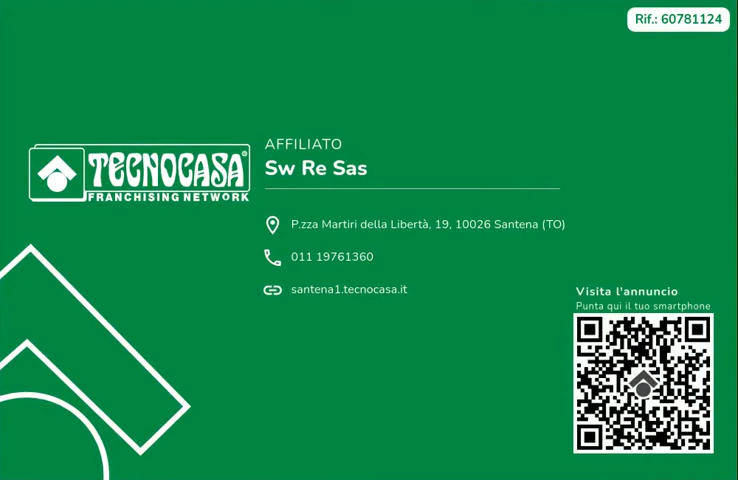 Rif.: 60781124
AFFILIATO
Sw Re Sas
TECNOCASA®
FRANCHISING NETWORK
P.zza Martiri della Libertà, 19, 10026 Santena (TO)
011 19761360
santena1.tecnocasa.it
Visita l'annuncio
Punta qui il tuo smartphone